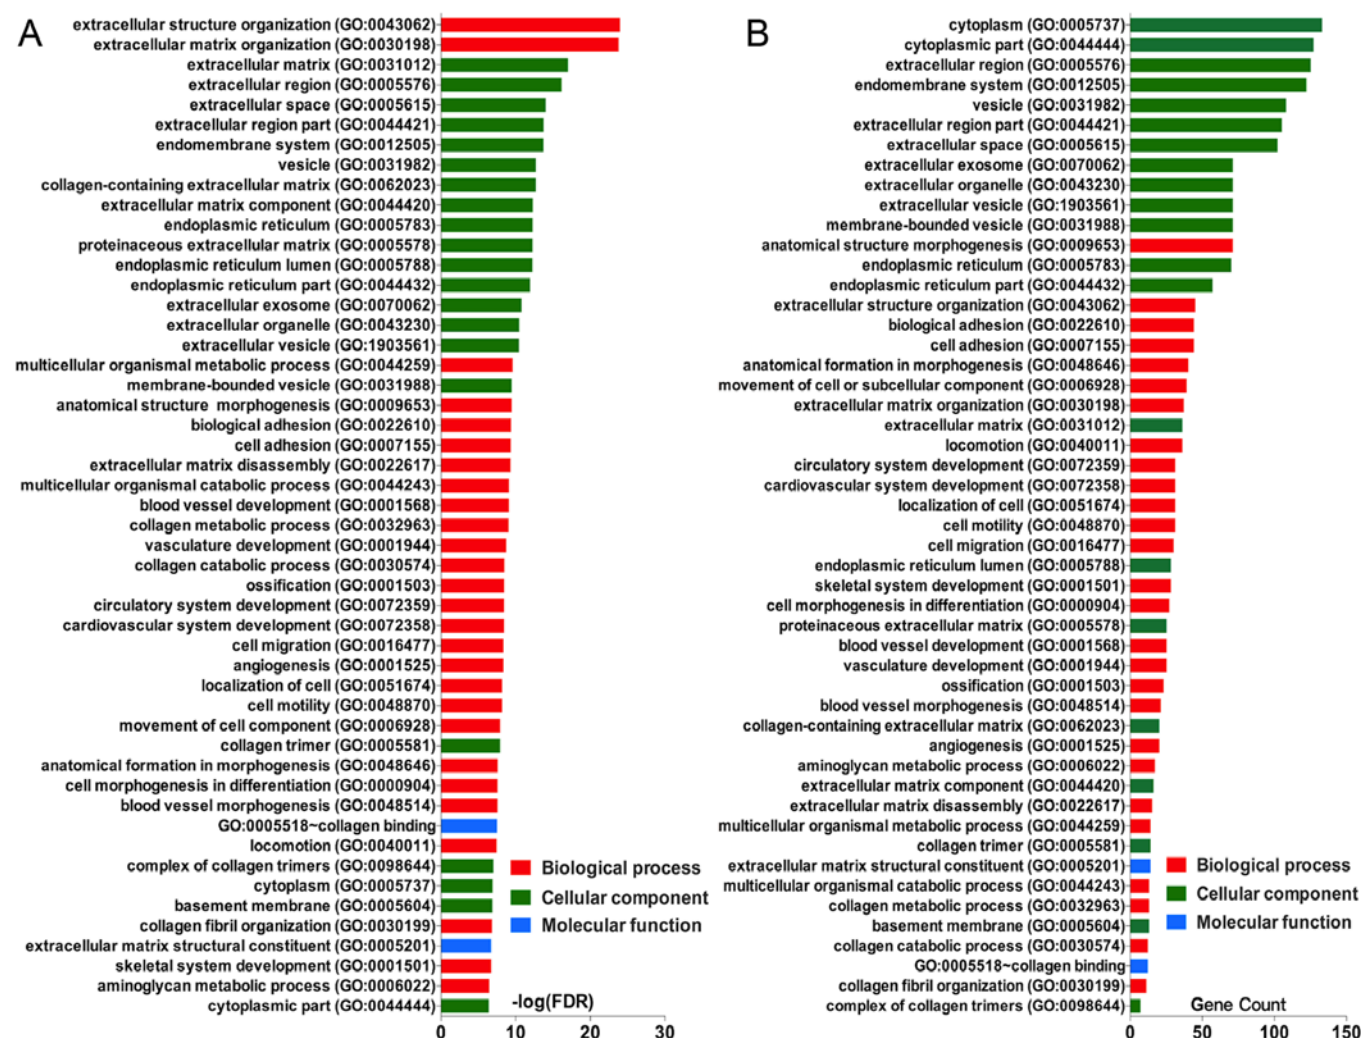 A
extracellular structure organization (GO:0043062)
extracellular matrix organization (GO:0030198)
extracellular matrix (GO:0031012)
extracellular region (GO:0005576)
extracellular space (GO:0005615)
extracellular region part (GO:0044421)
endomembrane system (GO:0012505)
vesicle (GO:0031982)
collagen-containing extracellular matrix (GO:0062023)
extracellular matrix component (GO:0044420)
endoplasmic reticulum (GO:0005783)
proteinaceous extracellular matrix (GO:0005578)
endoplasmic reticulum lumen (GO:0005788)
endoplasmic reticulum part (GO:0044432)
extracellular exosome (GO:0070062)
extracellular organelle (GO:0043230)
extracellular vesicle (GO:1903561)
multicellular organismal metabolic process (GO:0044259)
membrane-bounded vesicle (GO:0031988)
anatomical structure morphogenesis (GO:0009653)
biological adhesion (GO:0022610)
cell adhesion (GO:0007155)
extracellular matrix disassembly (GO:0022617)
multicellular organismal catabolic process (GO:0044243)
blood vessel development (GO:0001568)
collagen metabolic process (GO:0032963)
vasculature development (GO:0001944)
collagen catabolic process (GO:0030574)
ossification (GO:0001503)
circulatory system development (GO:0072359)
cardiovascular system development (GO:0072358)
cell migration (GO:0016477)
angiogenesis (GO:0001525)
localization of cell (GO:0051674)
cell motility (GO:0048870)
movement of cell component (GO:0006928)
collagen trimer (GO:0005581)
anatomical formation in morphogenesis (GO:0048646)
cell morphogenesis in differentiation (GO:0000904)
blood vessel morphogenesis (GO:0048514)
GO:0005518~collagen binding
locomotion (GO:0040011)
complex of collagen trimers (GO:0098644)
cytoplasm (GO:0005737)
basement membrane (GO:0005604)
collagen fibril organization (GO:0030199)
extracellular matrix structural constituent (GO:0005201)
skeletal system development (GO:0001501)
aminoglycan metabolic process (GO:0006022)
cytoplasmic part (GO:0044444)
Biological process
Cellular component
Molecular function
-log(FDR)
0 10 20 30
B
cytoplasm (GO:0005737)
cytoplasmic part (GO:0044444)
extracellular region (GO:0005576)
endomembrane system (GO:0012505)
vesicle (GO:0031982)
extracellular region part (GO:0044421)
extracellular space (GO:0005615)
extracellular exosome (GO:0070062)
extracellular organelle (GO:0043230)
extracellular vesicle (GO:1903561)
membrane-bounded vesicle (GO:0031988)
anatomical structure morphogenesis (GO:0009653)
endoplasmic reticulum (GO:0005783)
endoplasmic reticulum part (GO:0044432)
extracellular structure organization (GO:0043062)
biological adhesion (GO:0022610)
cell adhesion (GO:0007155)
anatomical formation in morphogenesis (GO:0048646)
movement of cell or subcellular component (GO:0006928)
extracellular matrix organization (GO:0030198)
extracellular matrix (GO:0031012)
locomotion (GO:0040011)
circulatory system development (GO:0072359)
cardiovascular system development (GO:0072358)
localization of cell (GO:0051674)
cell motility (GO:0048870)
cell migration (GO:0016477)
endoplasmic reticulum lumen (GO:0005788)
skeletal system development (GO:0001501)
cell morphogenesis in differentiation (GO:0000904)
proteinaceous extracellular matrix (GO:0005578)
blood vessel development (GO:0001568)
vasculature development (GO:0001944)
ossification (GO:0001503)
blood vessel morphogenesis (GO:0048514)
collagen-containing extracellular matrix (GO:0062023)
angiogenesis (GO:0001525)
aminoglycan metabolic process (GO:0006022)
extracellular matrix component (GO:0044420)
extracellular matrix disassembly (GO:0022617)
multicellular organismal metabolic process (GO:0044259)
collagen trimer (GO:0005581)
extracellular matrix structural constituent (GO:0005201)
multicellular organismal catabolic process (GO:0044243)
collagen metabolic process (GO:0032963)
basement membrane (GO:0005604)
collagen catabolic process (GO:0030574)
GO:0005518~collagen binding
collagen fibril organization (GO:0030199)
complex of collagen trimers (GO:0098644)
Biological process
Cellular component
Molecular function
Gene Count
0 50 100 150